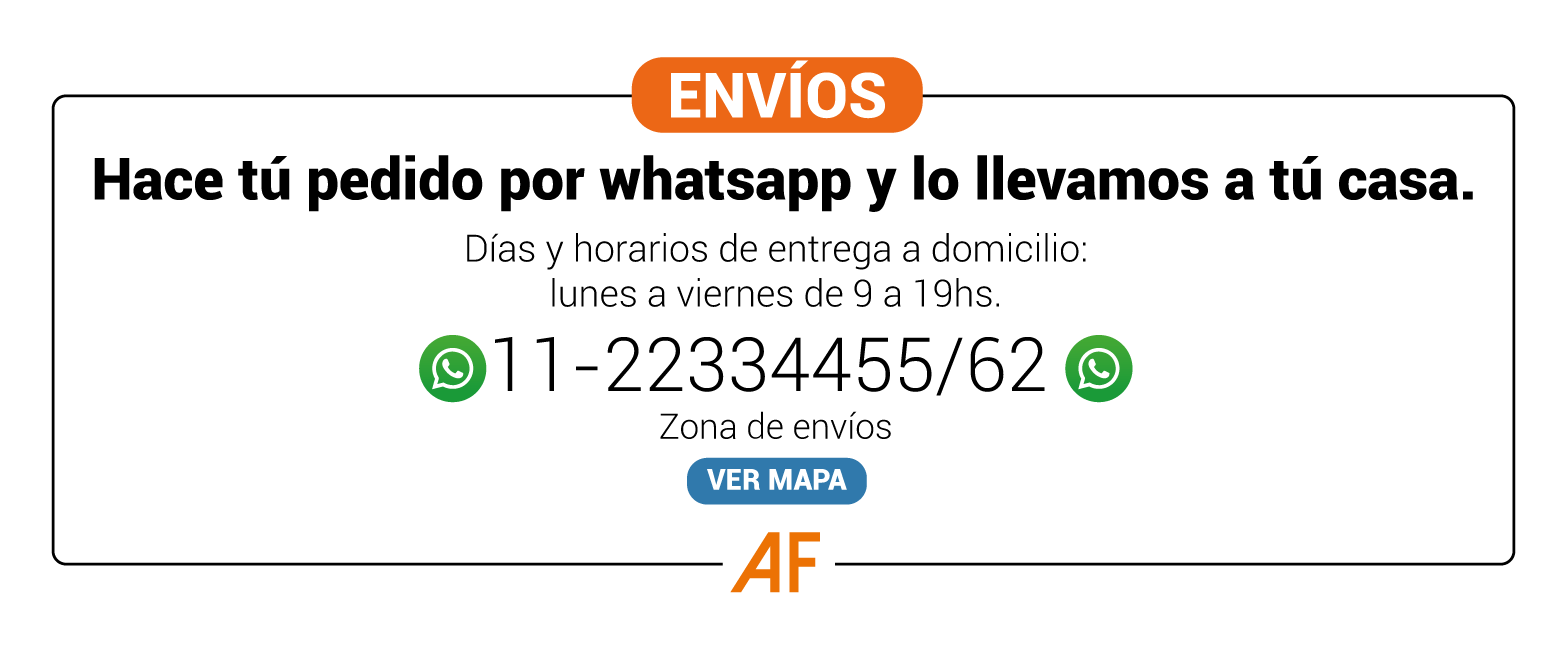 ENVÍOS
Hace tú pedido por whatsapp y lo llevamos a tú casa.
Días y horarios de entrega a domicilio:
lunes a viernes de 9 a 19hs.
11-22334455/62
Zona de envíos
VER MAPA
AF